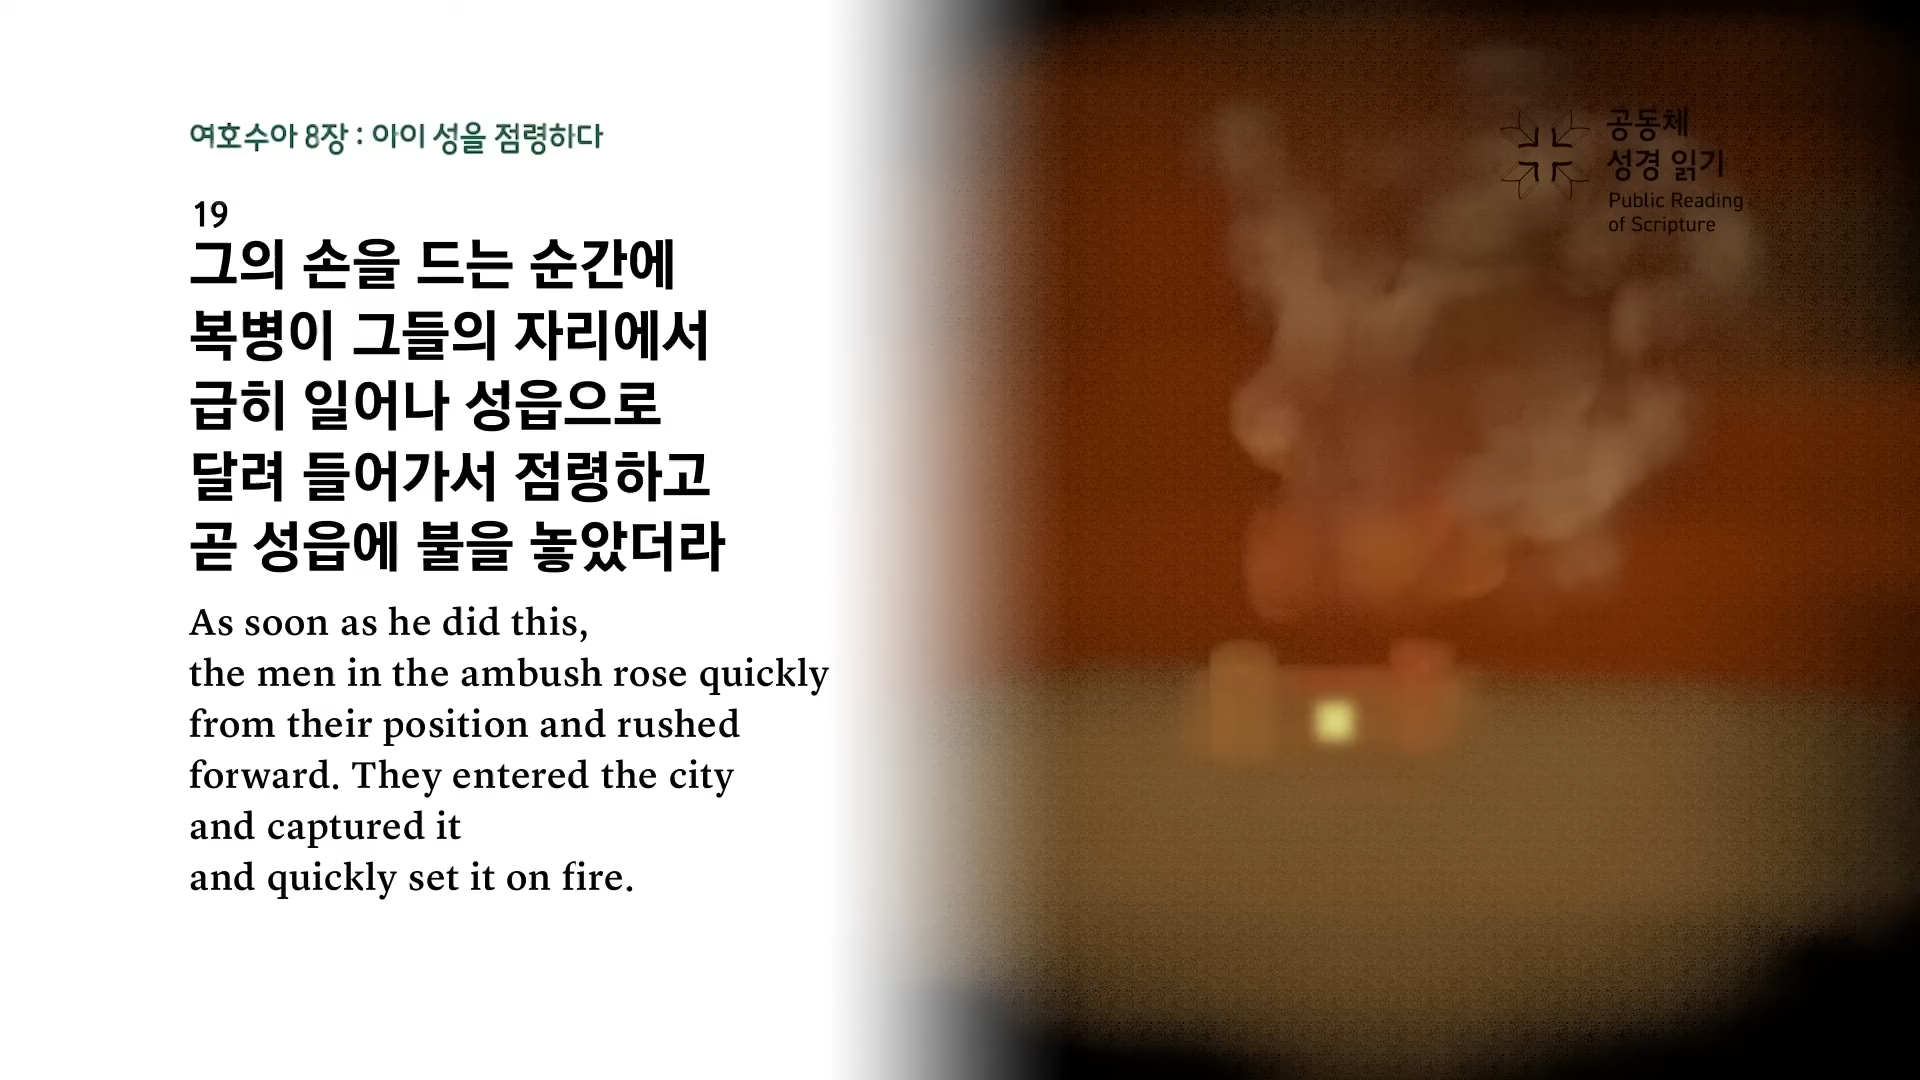 여호수아 8장 : 아이 성을 점령하다
19
그의 손을 드는 순간에
복병이 그들의 자리에서
급히 일어나 성읍으로
달려 들어가서 점령하고
곧 성읍에 불을 놓았더라
As soon as he did this,
the men in the ambush rose quickly
from their position and rushed
forward. They entered the city
and captured it
and quickly set it on fire.
공동체
성경 읽기
Public Reading
of Scripture